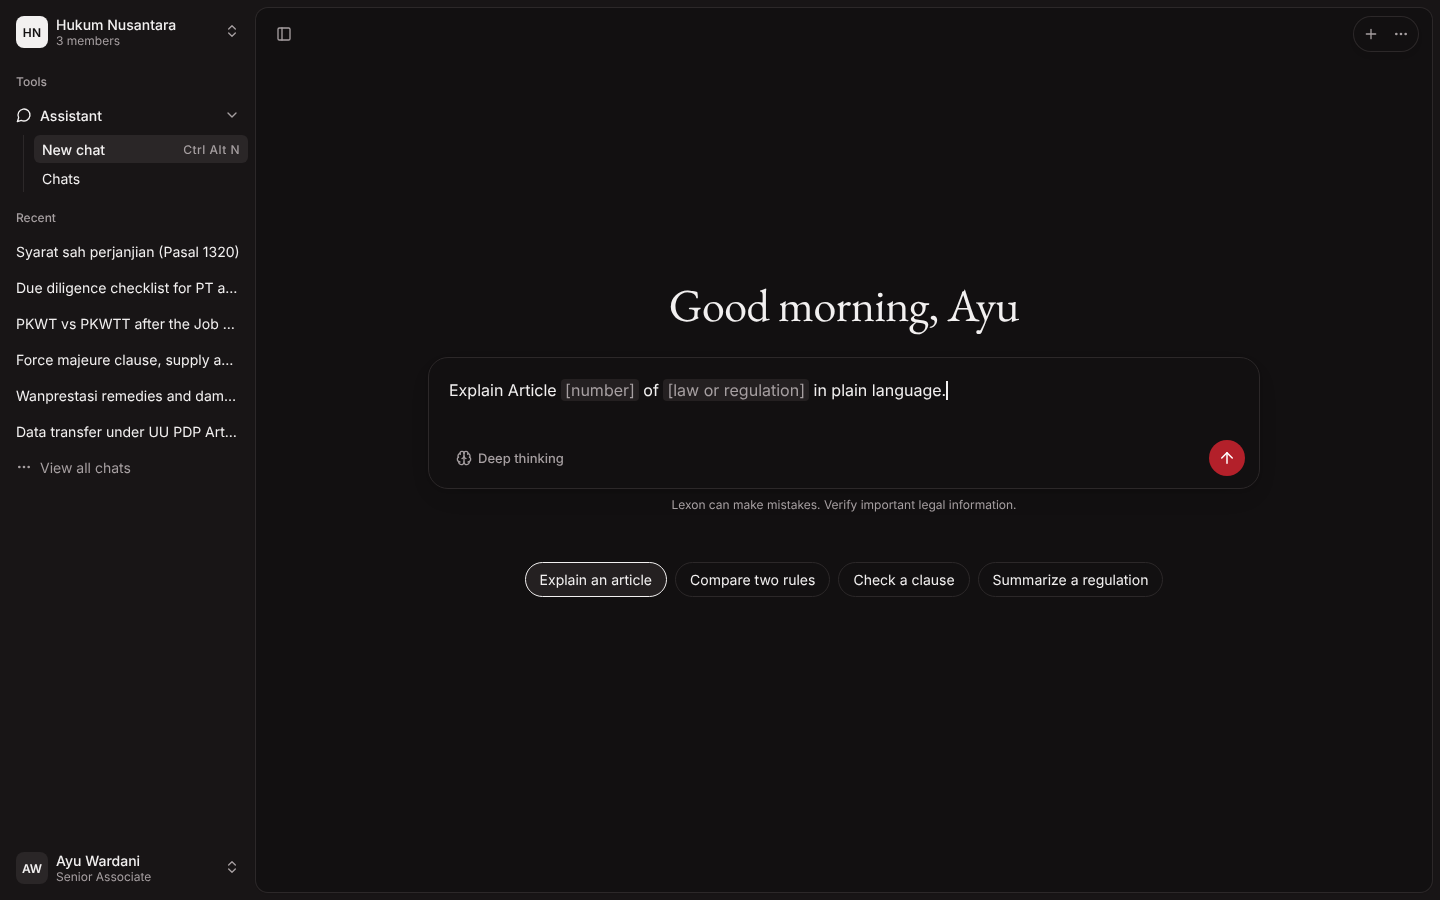 HN
Hukum Nusantara
3 members
Tools
Assistant
New chat Ctrl Alt N
Chats
Recent
Syarat sah perjanjian (Pasal 1320)
Due diligence checklist for PT a...
PKWT vs PKWTT after the Job ...
Force majeure clause, supply a...
Wanprestasi remedies and dam...
Data transfer under UU PDP Art...
View all chats
AW
Ayu Wardani
Senior Associate
Good morning, Ayu
Explain Article [number] of [law or regulation] in plain language.
Deep thinking
Lexon can make mistakes. Verify important legal information.
Explain an article Compare two rules Check a clause Summarize a regulation